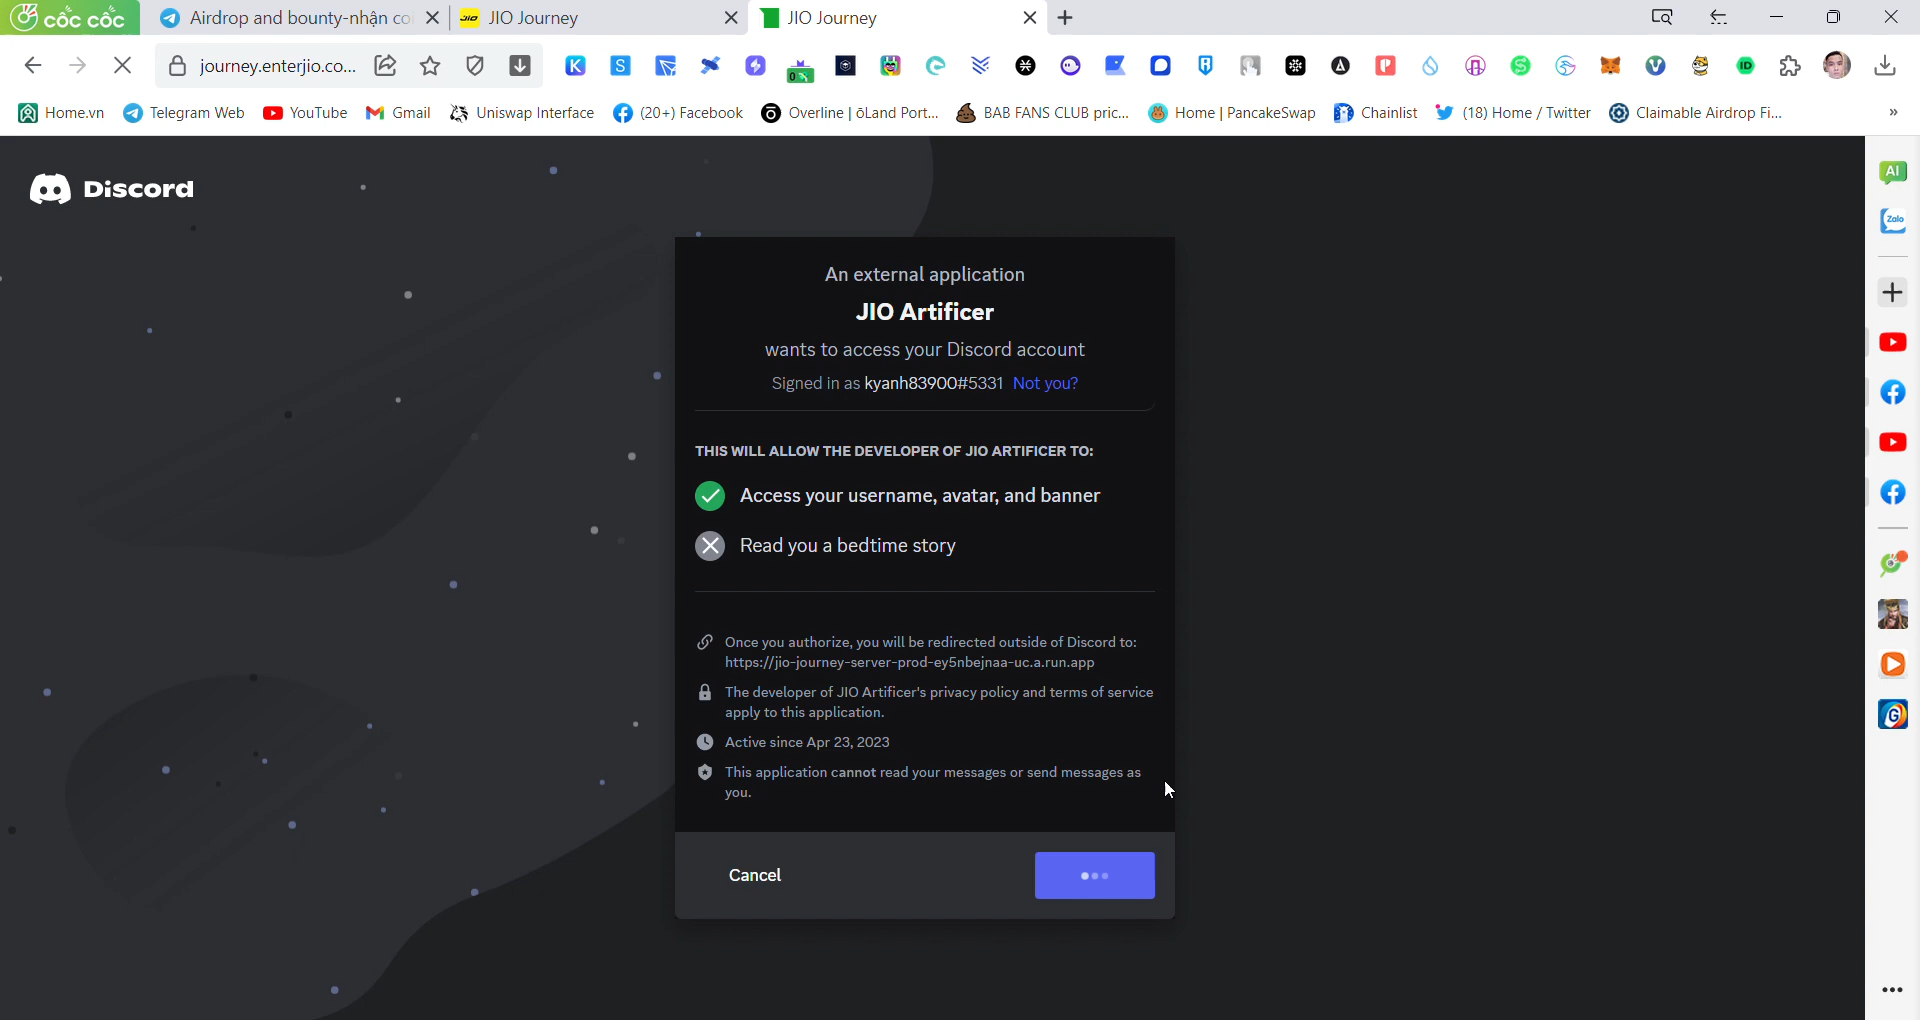 cốc cốc
Airdrop and bounty-nhận co
JIO
JIO Journey
JIO Journey
journey.enterjio.co...
Home.vn
Telegram Web
YouTube
Gmail
Uniswap Interface
(20+) Facebook
Overline | ōLand Port...
BAB FANS CLUB pric...
Home | PancakeSwap
Chainlist
(18) Home / Twitter
Claimable Airdrop Fi...
»
AI
Zalo
Discord
An external application
JIO Artificer
wants to access your Discord account
Signed in as kyanh83900#5331 Not you?
THIS WILL ALLOW THE DEVELOPER OF JIO ARTIFICER TO:
Access your username, avatar, and banner
Read you a bedtime story
Once you authorize, you will be redirected outside of Discord to:
https://jio-journey-server-prod-ey5nbejnaa-uc.a.run.app
The developer of JIO Artificer's privacy policy and terms of service
apply to this application.
Active since Apr 23, 2023
This application cannot read your messages or send messages as
you.
Cancel